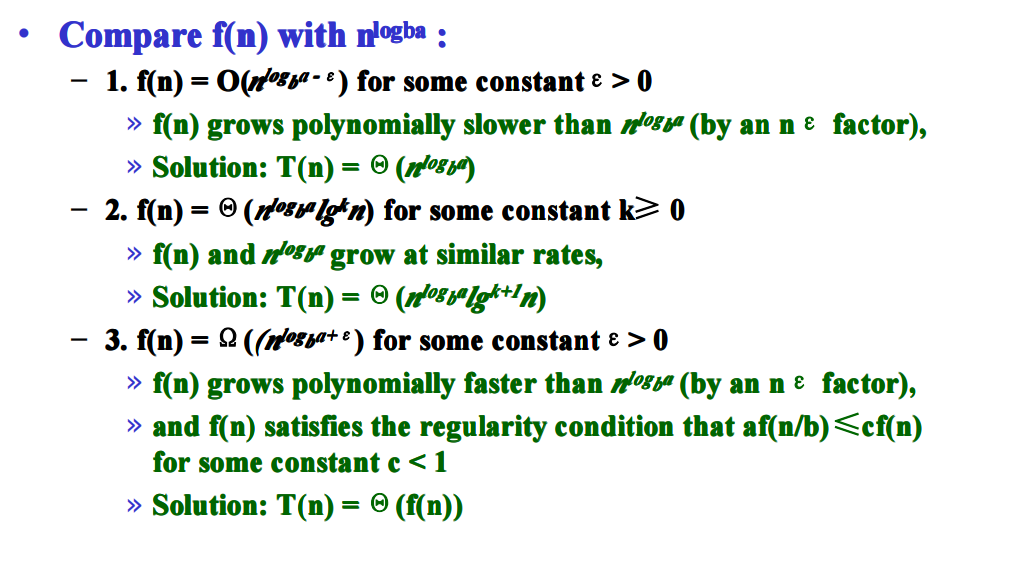 • Compare f(n) with n^logba :
– 1. f(n) = O(n^log_b a - ε) for some constant ε > 0
» f(n) grows polynomially slower than n^log_b a (by an n ε factor),
» Solution: T(n) = Θ (n^log_b a)
– 2. f(n) = Θ (n^log_b a lg^k n) for some constant k≥ 0
» f(n) and n^log_b a grow at similar rates,
» Solution: T(n) = Θ (n^log_b a lg^k+1 n)
– 3. f(n) = Ω ((n^log_b a+ ε) for some constant ε > 0
» f(n) grows polynomially faster than n^log_b a (by an n ε factor),
» and f(n) satisfies the regularity condition that af(n/b)≤cf(n)
for some constant c < 1
» Solution: T(n) = Θ (f(n))